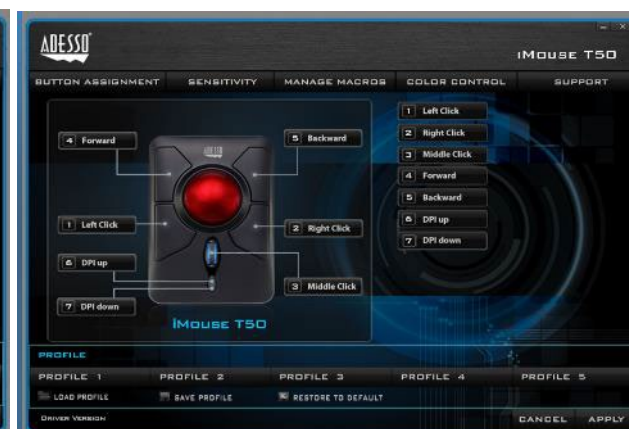 ADESSO
iMouse T50
BUTTON ASSIGNMENT SENSITIVITY MANAGE MACROS COLOR CONTROL SUPPORT
4 Forward
5 Backward
ADESSO
1 Left Click
2 Right Click
6 DPI up
3 Middle Click
7 DPI down
iMouse T50
1 Left Click
2 Right Click
3 Middle Click
4 Forward
5 Backward
6 DPI up
7 DPI down
PROFILE
PROFILE 1 PROFILE 2 PROFILE 3 PROFILE 4 PROFILE 5
LOAD PROFILE SAVE PROFILE RESTORE TO DEFAULT
DRIVER VERSION CANCEL APPLY